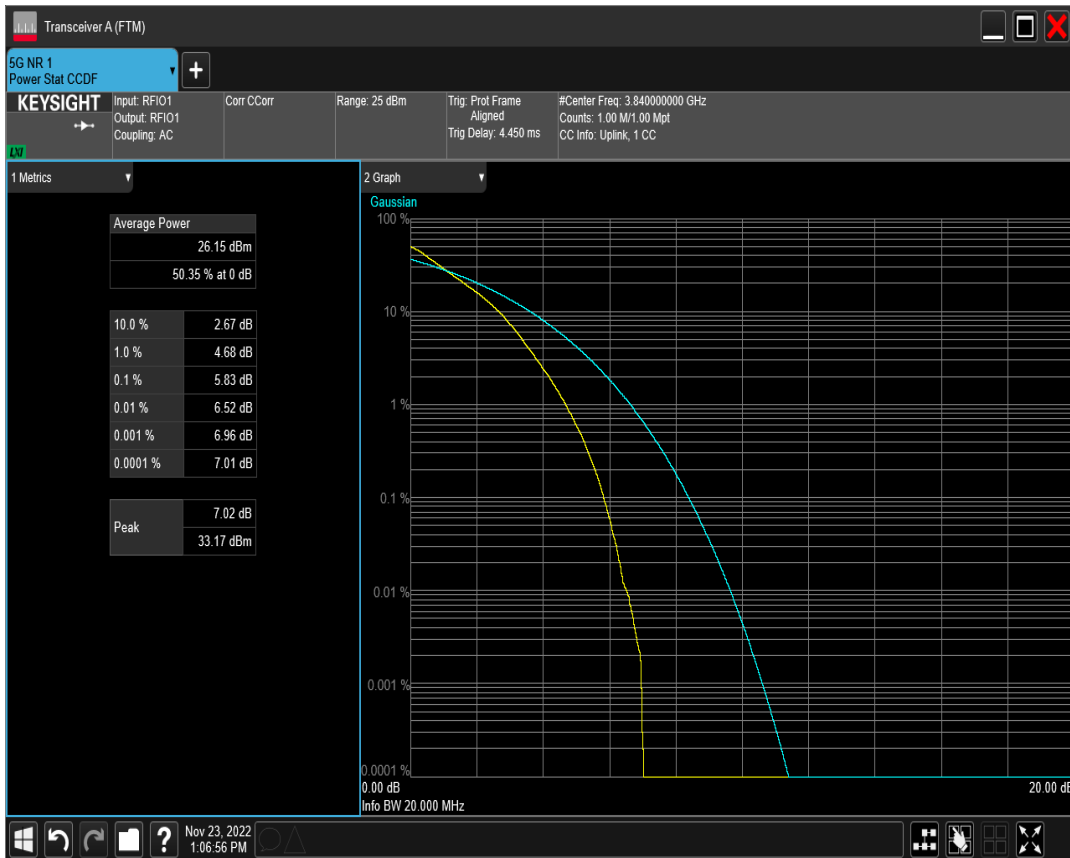 Transceiver A (FTM)
5G NR 1
Power Stat CCDF
+
KEYSIGHT
LXI
Input: RFIO1
Output: RFIO1
Coupling: AC
Corr CCorr
Range: 25 dBm
Trig: Prot Frame
Aligned
Trig Delay: 4.450 ms
#Center Freq: 3.840000000 GHz
Counts: 1.00 M/1.00 Mpt
CC Info: Uplink, 1 CC
1 Metrics
Average Power
26.15 dBm
50.35 % at 0 dB
10.0 % 2.67 dB
1.0 % 4.68 dB
0.1 % 5.83 dB
0.01 % 6.52 dB
0.001 % 6.96 dB
0.0001 % 7.01 dB
Peak
7.02 dB
33.17 dBm
2 Graph
Gaussian
100 %
10 %
1 %
0.1 %
0.01 %
0.001 %
0.0001 %
0.00 dB 20.00 dB
Info BW 20.000 MHz
?
Nov 23, 2022
1:06:56 PM